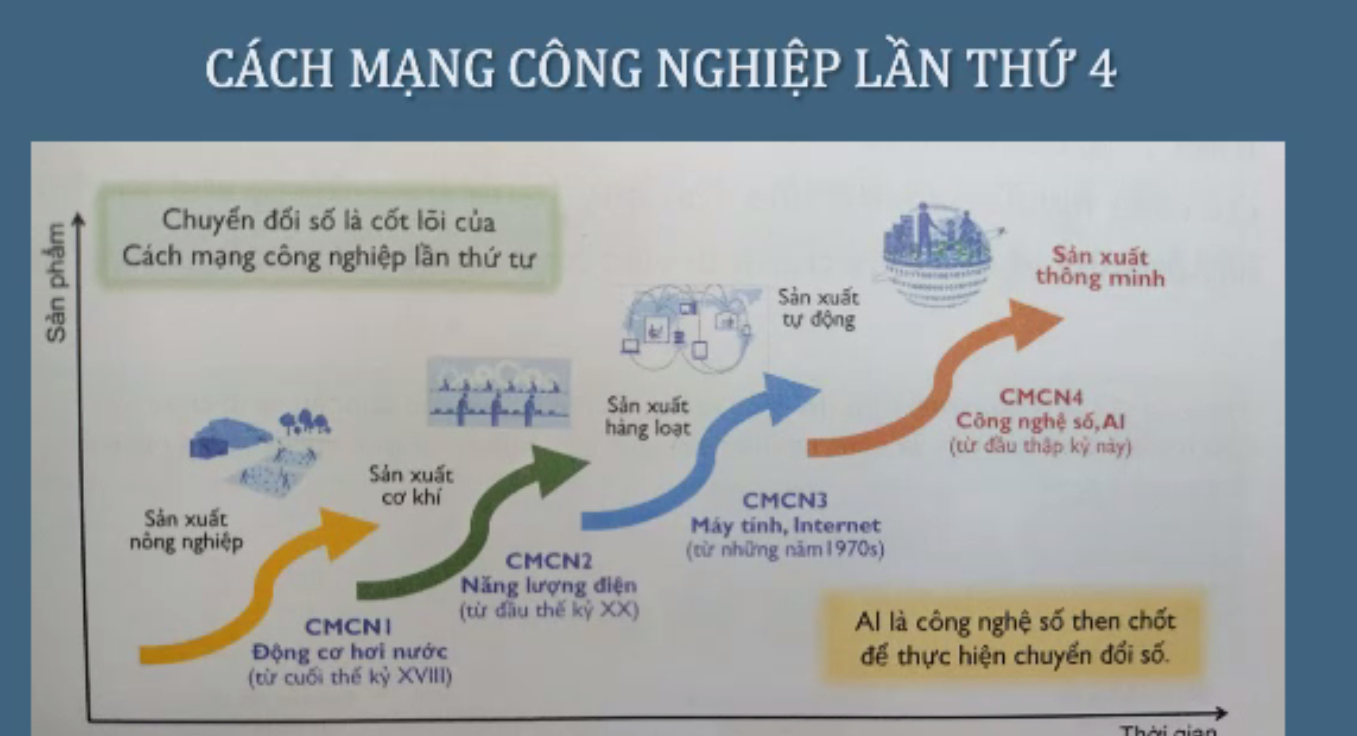 CÁCH MẠNG CÔNG NGHIỆP LẦN THỨ 4
Chuyển đổi số là cốt lõi của
Cách mạng công nghiệp lần thứ tư
Sản phẩm
Sản xuất
thông minh
Sản xuất
tự động
CMCN4
Công nghệ số, AI
(từ đầu thập kỷ này)
Sản xuất
hàng loạt
Sản xuất
cơ khí
CMCN3
Máy tính, Internet
(từ những năm 1970s)
Sản xuất
nông nghiệp
CMCN2
Năng lượng điện
(từ đầu thế kỷ XX)
CMCN1
Động cơ hơi nước
(từ cuối thế kỷ XVIII)
AI là công nghệ số then chốt
để thực hiện chuyển đổi số.
Thời gian